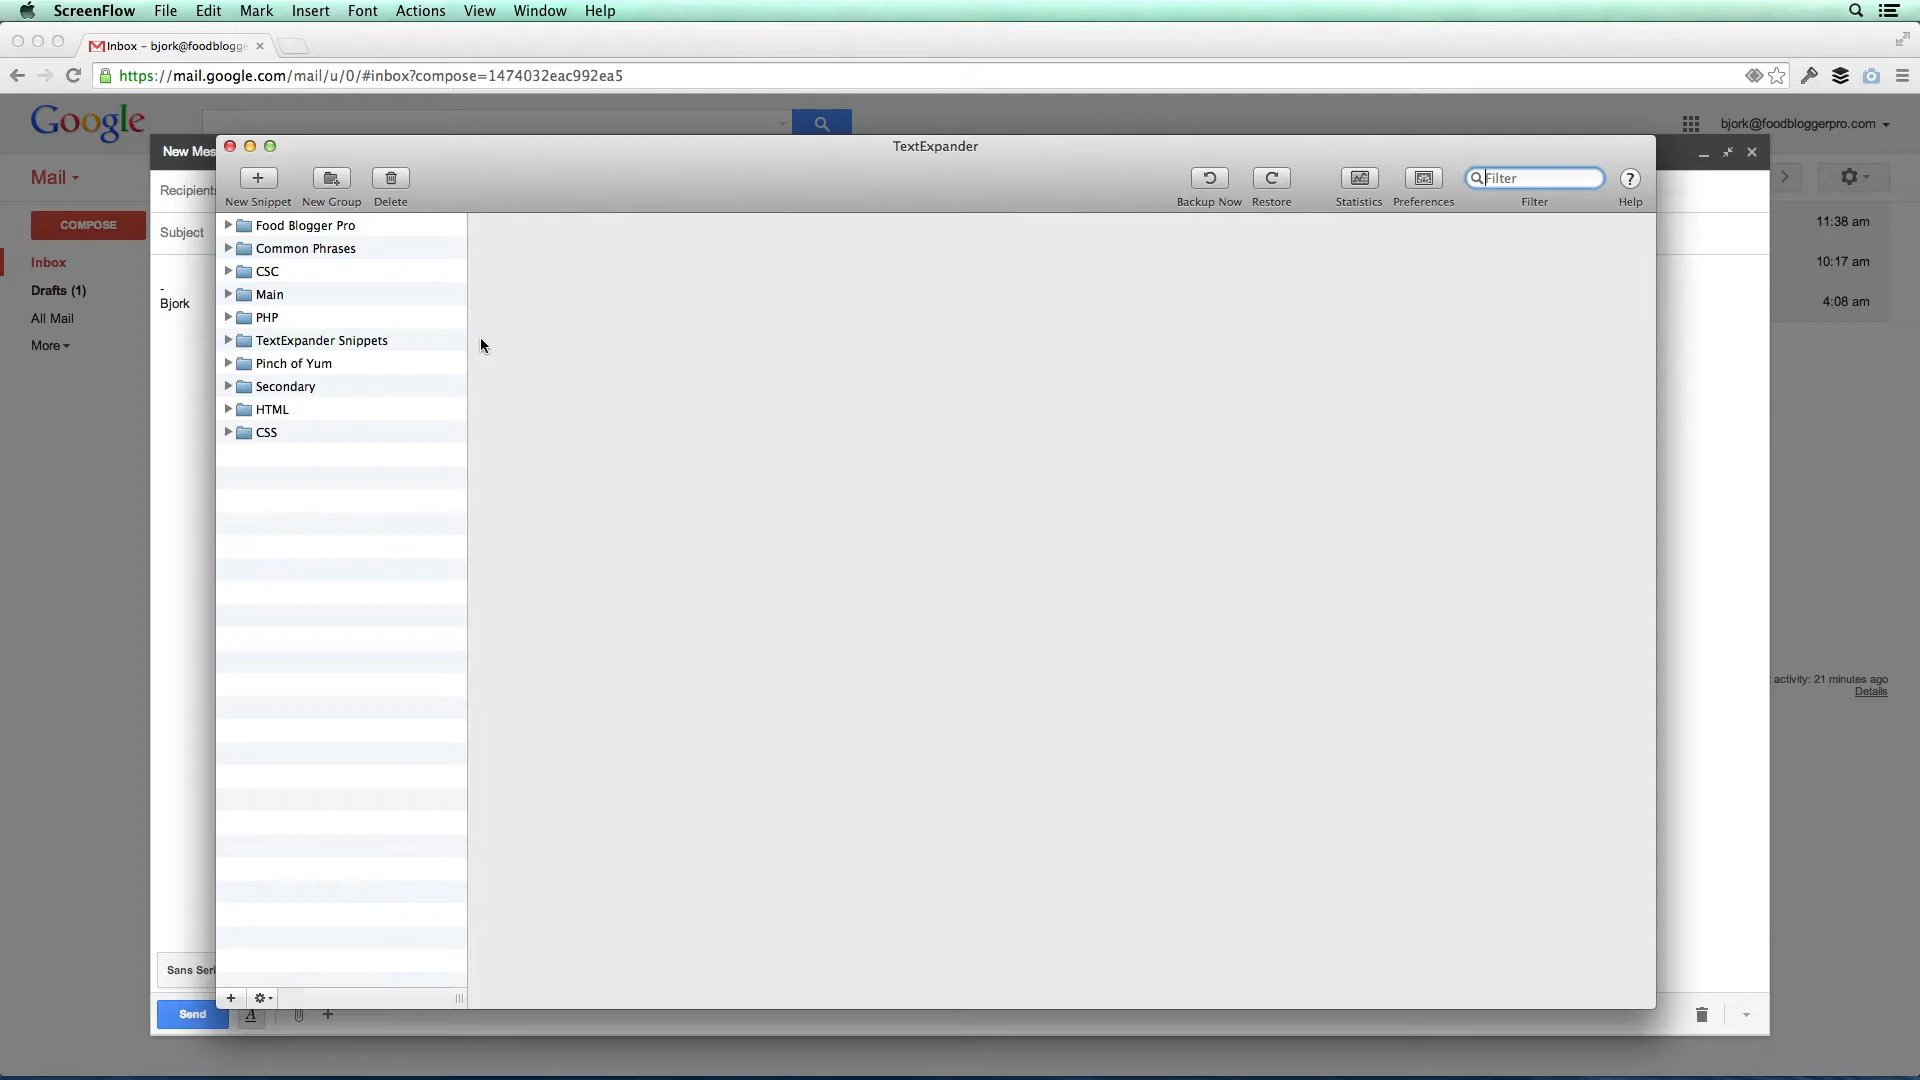 ScreenFlow File Edit Mark Insert Font Actions View Window Help
Inbox – bjork@foodblogge
https://mail.google.com/mail/u/0/#inbox?compose=1474032eac992ea5
Google
bjork@foodbloggerpro.com
New Mes
TextExpander
Mail
Recipients
Filter
New Snippet New Group Delete Backup Now Restore Statistics Preferences Filter Help
COMPOSE
Subject
Food Blogger Pro
11:38 am
Common Phrases
Inbox
10:17 am
CSC
Drafts (1)
-
Main
4:08 am
Bjork
All Mail
PHP
More
TextExpander Snippets
Pinch of Yum
Secondary
HTML
CSS
activity: 21 minutes ago
Details
Sans Seri
Send
A